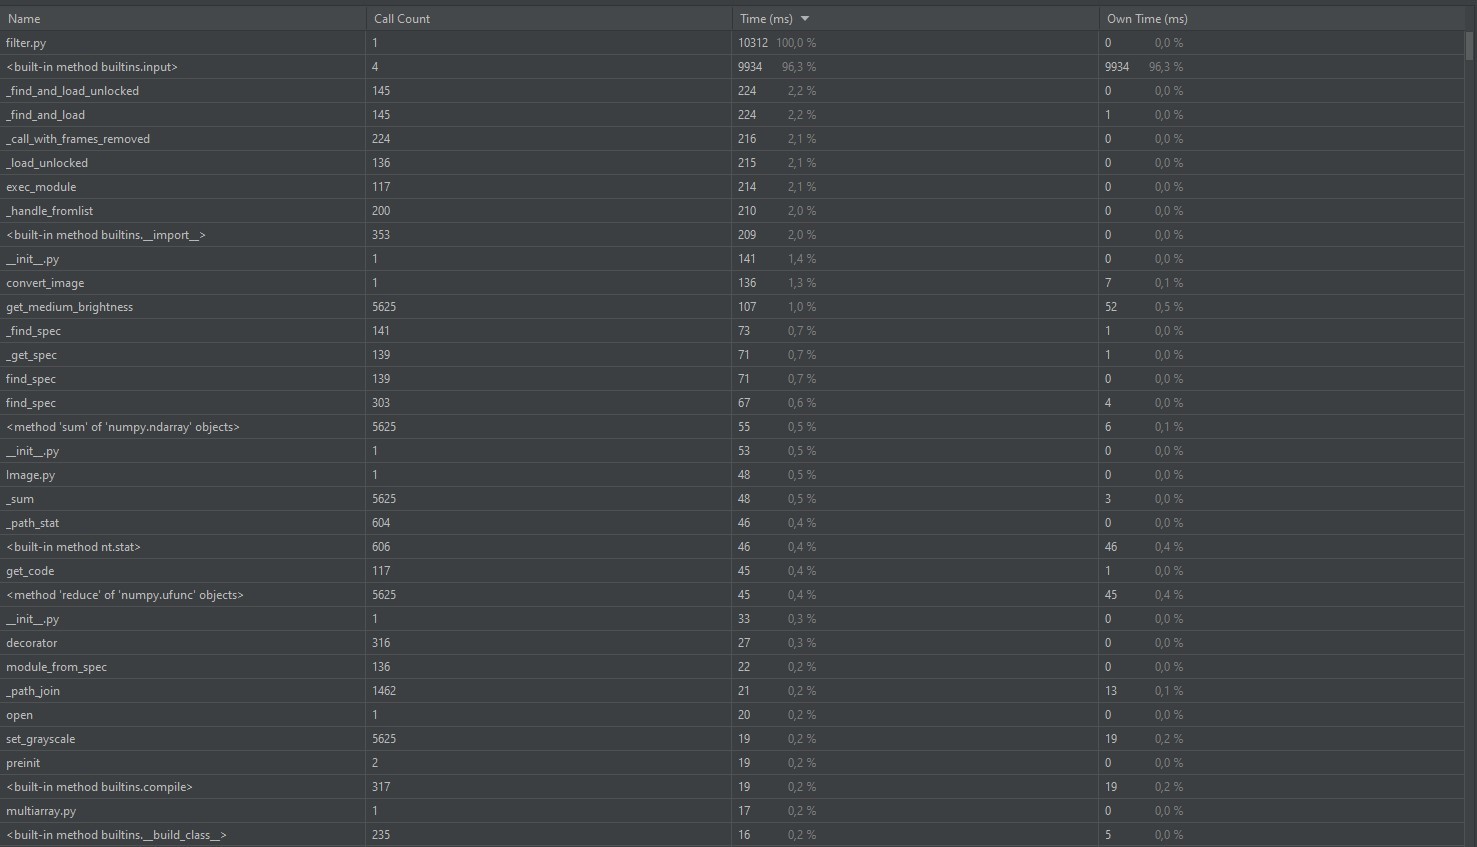 Name Call Count Time (ms) Own Time (ms)
filter.py 1 10312 100,0 % 0 0,0 %
<built-in method builtins.input> 4 9934 96,3 % 9934 96,3 %
_find_and_load_unlocked 145 224 2,2 % 0 0,0 %
_find_and_load 145 224 2,2 % 1 0,0 %
_call_with_frames_removed 224 216 2,1 % 0 0,0 %
_load_unlocked 136 215 2,1 % 0 0,0 %
exec_module 117 214 2,1 % 0 0,0 %
_handle_fromlist 200 210 2,0 % 0 0,0 %
<built-in method builtins.__import__> 353 209 2,0 % 0 0,0 %
__init__.py 1 141 1,4 % 0 0,0 %
convert_image 1 136 1,3 % 7 0,1 %
get_medium_brightness 5625 107 1,0 % 52 0,5 %
_find_spec 141 73 0,7 % 1 0,0 %
_get_spec 139 71 0,7 % 1 0,0 %
find_spec 139 71 0,7 % 0 0,0 %
find_spec 303 67 0,6 % 4 0,0 %
<method 'sum' of 'numpy.ndarray' objects> 5625 55 0,5 % 6 0,1 %
__init__.py 1 53 0,5 % 0 0,0 %
Image.py 1 48 0,5 % 0 0,0 %
_sum 5625 48 0,5 % 3 0,0 %
_path_stat 604 46 0,4 % 0 0,0 %
<built-in method nt.stat> 606 46 0,4 % 46 0,4 %
get_code 117 45 0,4 % 1 0,0 %
<method 'reduce' of 'numpy.ufunc' objects> 5625 45 0,4 % 45 0,4 %
__init__.py 1 33 0,3 % 0 0,0 %
decorator 316 27 0,3 % 0 0,0 %
module_from_spec 136 22 0,2 % 0 0,0 %
_path_join 1462 21 0,2 % 13 0,1 %
open 1 20 0,2 % 0 0,0 %
set_grayscale 5625 19 0,2 % 19 0,2 %
preinit 2 19 0,2 % 0 0,0 %
<built-in method builtins.compile> 317 19 0,2 % 19 0,2 %
multiarray.py 1 17 0,2 % 0 0,0 %
<built-in method builtins.__build_class__> 235 16 0,2 % 5 0,0 %